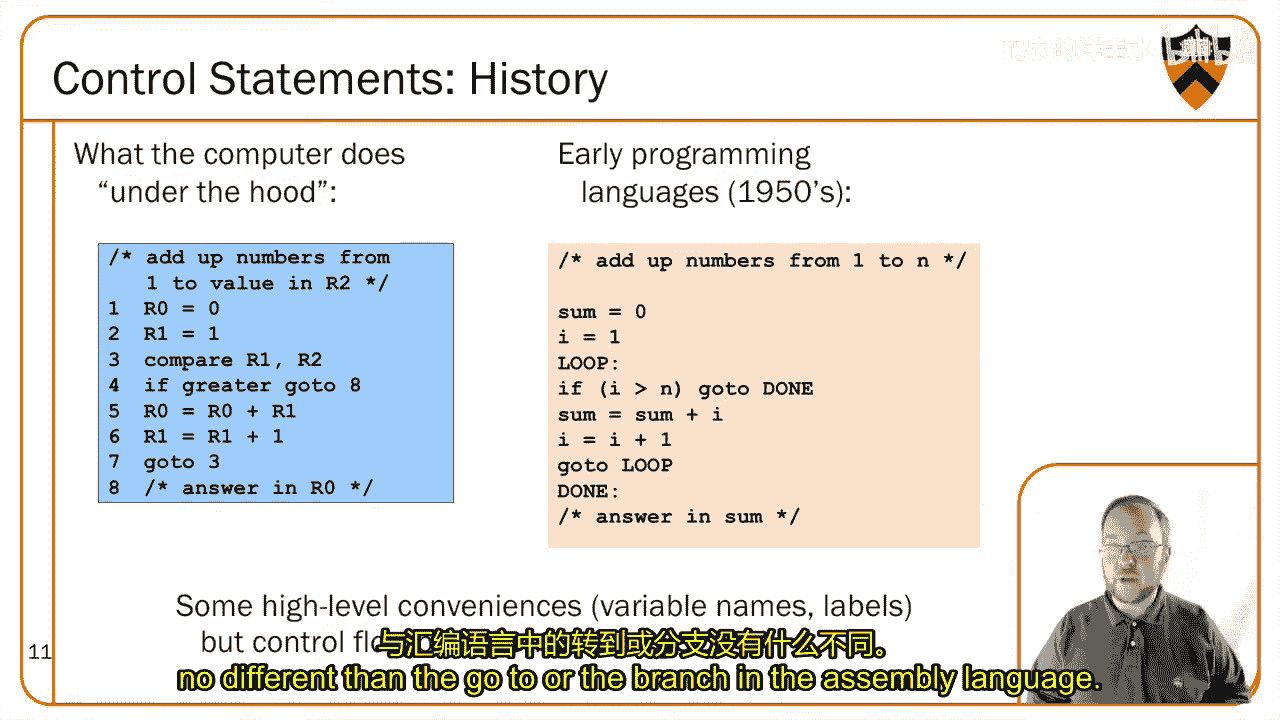 Control Statements: History
What the computer does
“under the hood”:
/* add up numbers from
1 to value in R2 */
1 R0 = 0
2 R1 = 1
3 compare R1, R2
4 if greater goto 8
5 R0 = R0 + R1
6 R1 = R1 + 1
7 goto 3
8 /* answer in R0 */
Early programming
languages (1950’s):
/* add up numbers from 1 to n */
sum = 0
i = 1
LOOP:
if (i > n) goto DONE
sum = sum + i
i = i + 1
goto LOOP
DONE:
/* answer in sum */
Some high-level conveniences (variable names, labels)
but control
与汇编语言中的转到或分支没有什么不同。
no different than the go to or the branch in the assembly language.
11